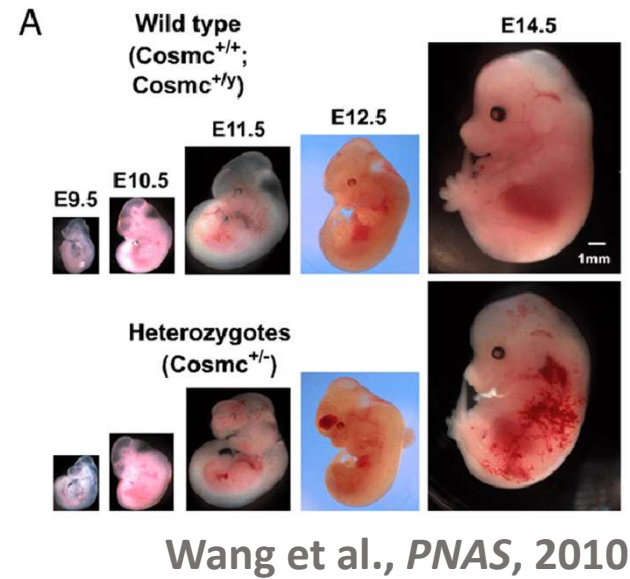 A
Wild type
(Cosmc+/+;
Cosmc+/y)
E9.5
E10.5
E11.5
E12.5
E14.5
1mm
Heterozygotes
(Cosmc+/-)
Wang et al., PNAS, 2010